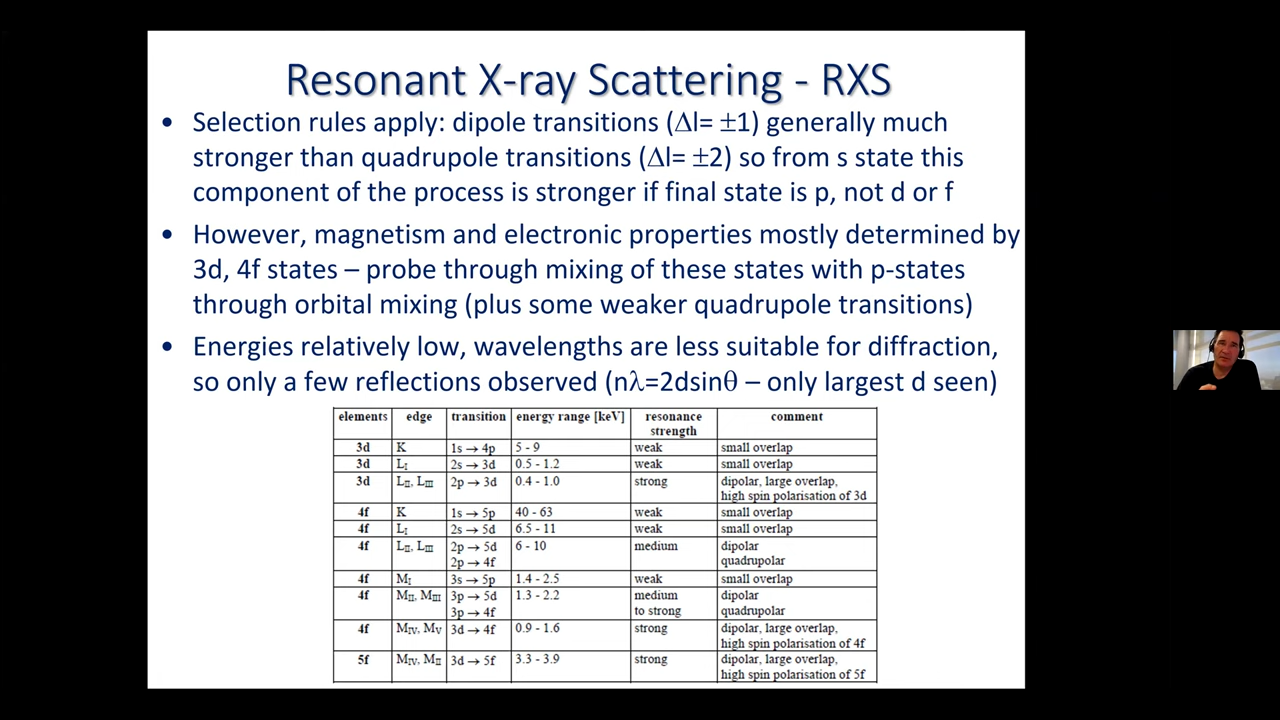 Resonant X-ray Scattering - RXS
• Selection rules apply: dipole transitions (Δl= ±1) generally much
stronger than quadrupole transitions (Δl= ±2) so from s state this
component of the process is stronger if final state is p, not d or f
• However, magnetism and electronic properties mostly determined by
3d, 4f states – probe through mixing of these states with p-states
through orbital mixing (plus some weaker quadrupole transitions)
• Energies relatively low, wavelengths are less suitable for diffraction,
so only a few reflections observed (nλ=2dsinθ – only largest d seen)
elements edge transition energy range [keV] resonance strength comment
3d K 1s → 4p 5 - 9 weak small overlap
3d L_I 2s → 3d 0.5 - 1.2 weak small overlap
3d L_II, L_III 2p → 3d 0.4 - 1.0 strong dipolar, large overlap,
high spin polarisation of 3d
4f K 1s → 5p 40 - 63 weak small overlap
4f L_I 2s → 5d 6.5 - 11 weak small overlap
4f L_II, L_III 2p → 5d 6 - 10 medium dipolar
2p → 4f quadrupolar
4f M_I 3s → 5p 1.4 - 2.5 weak small overlap
4f M_II, M_III 3p → 5d 1.3 - 2.2 medium dipolar
3p → 4f to strong quadrupolar
4f M_IV, M_V 3d → 4f 0.9 - 1.6 strong dipolar, large overlap,
high spin polarisation of 4f
5f M_IV, M_II 3d → 5f 3.3 - 3.9 strong dipolar, large overlap,
high spin polarisation of 5f